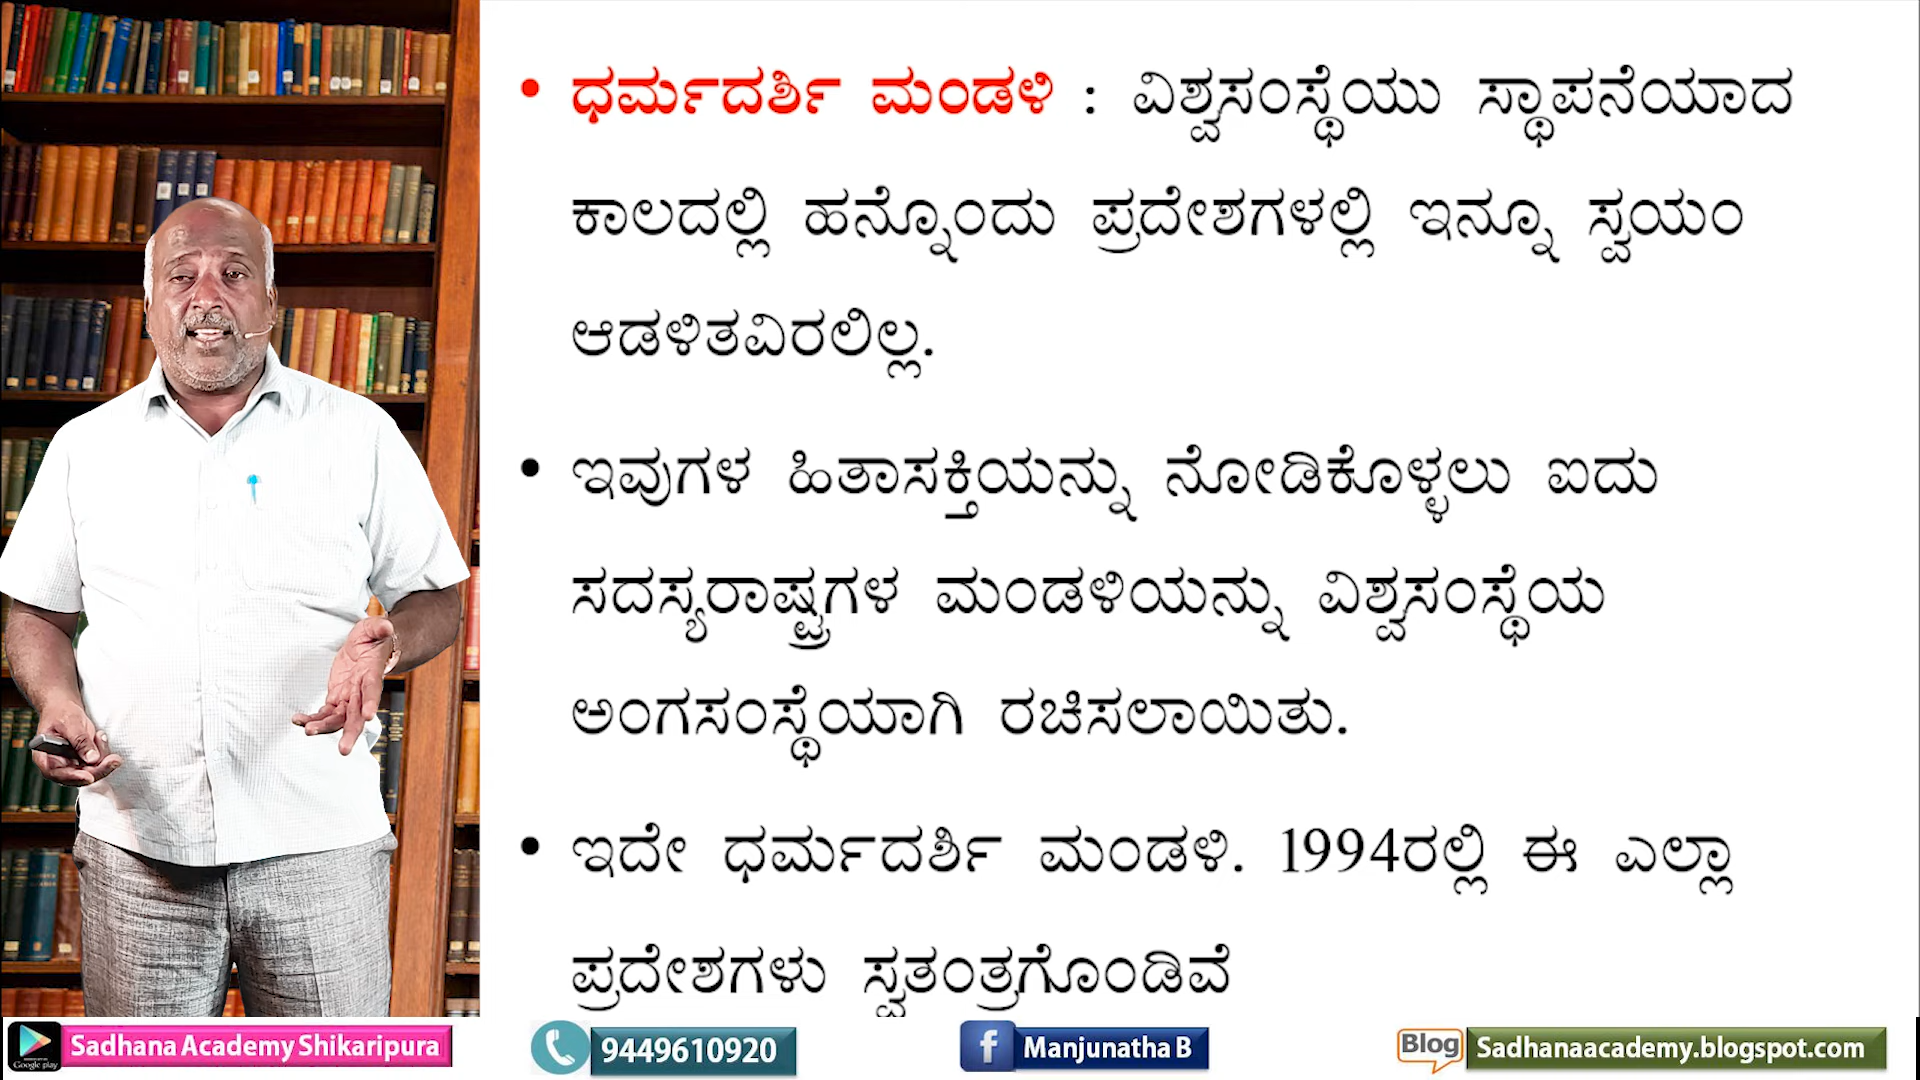 • ಧರ್ಮದರ್ಶಿ ಮಂಡಳಿ : ವಿಶ್ವಸಂಸ್ಥೆಯು ಸ್ಥಾಪನೆಯಾದ
ಕಾಲದಲ್ಲಿ ಹನ್ನೊಂದು ಪ್ರದೇಶಗಳಲ್ಲಿ ಇನ್ನೂ ಸ್ವಯಂ
ಆಡಳಿತವಿರಲಿಲ್ಲ.
• ಇವುಗಳ ಹಿತಾಸಕ್ತಿಯನ್ನು ನೋಡಿಕೊಳ್ಳಲು ಐದು
ಸದಸ್ಯರಾಷ್ಟ್ರಗಳ ಮಂಡಳಿಯನ್ನು ವಿಶ್ವಸಂಸ್ಥೆಯ
ಅಂಗಸಂಸ್ಥೆಯಾಗಿ ರಚಿಸಲಾಯಿತು.
• ಇದೇ ಧರ್ಮದರ್ಶಿ ಮಂಡಳಿ. 1994ರಲ್ಲಿ ಈ ಎಲ್ಲಾ
ಪ್ರದೇಶಗಳು ಸ್ವತಂತ್ರಗೊಂಡಿವೆ
Google play
Sadhana Academy Shikaripura
9449610920
Manjunatha B
Blog
Sadhanaacademy.blogspot.com